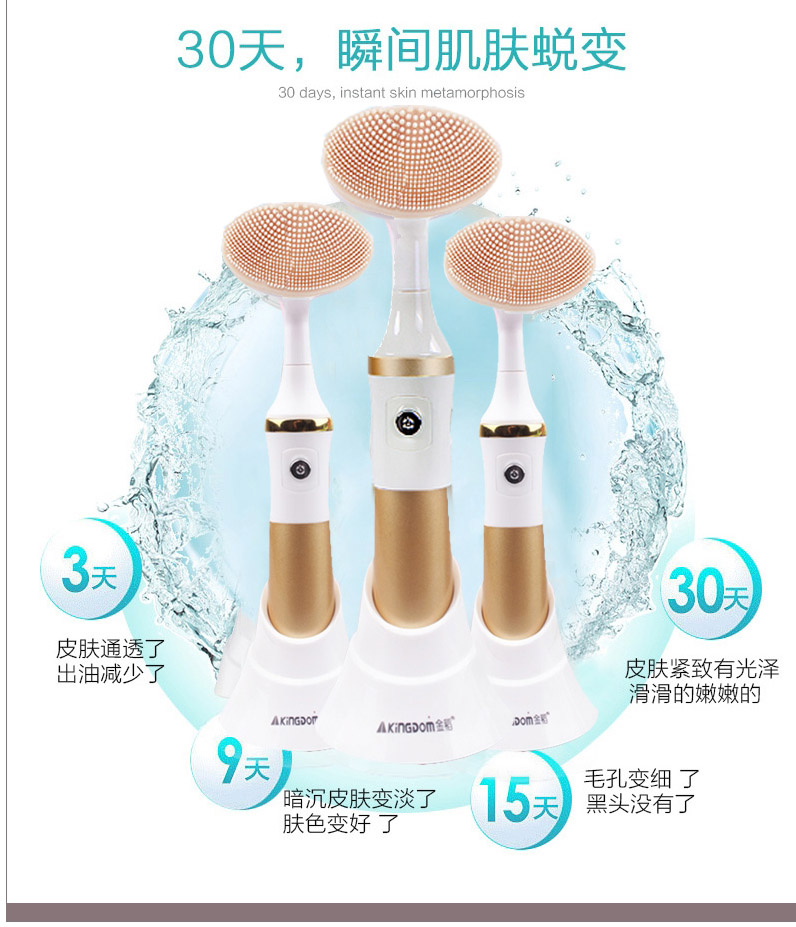 30天，瞬间肌肤蜕变
30 days, instant skin metamorphosis
3天
皮肤通透了
出油减少了
30天
皮肤紧致有光泽
滑滑的嫩嫩的
AKINGDOM
AKINGDOM金稻
DOM金稻
9天
暗沉皮肤变淡了
肤色变好 了
15天
毛孔变细 了
黑头没有了